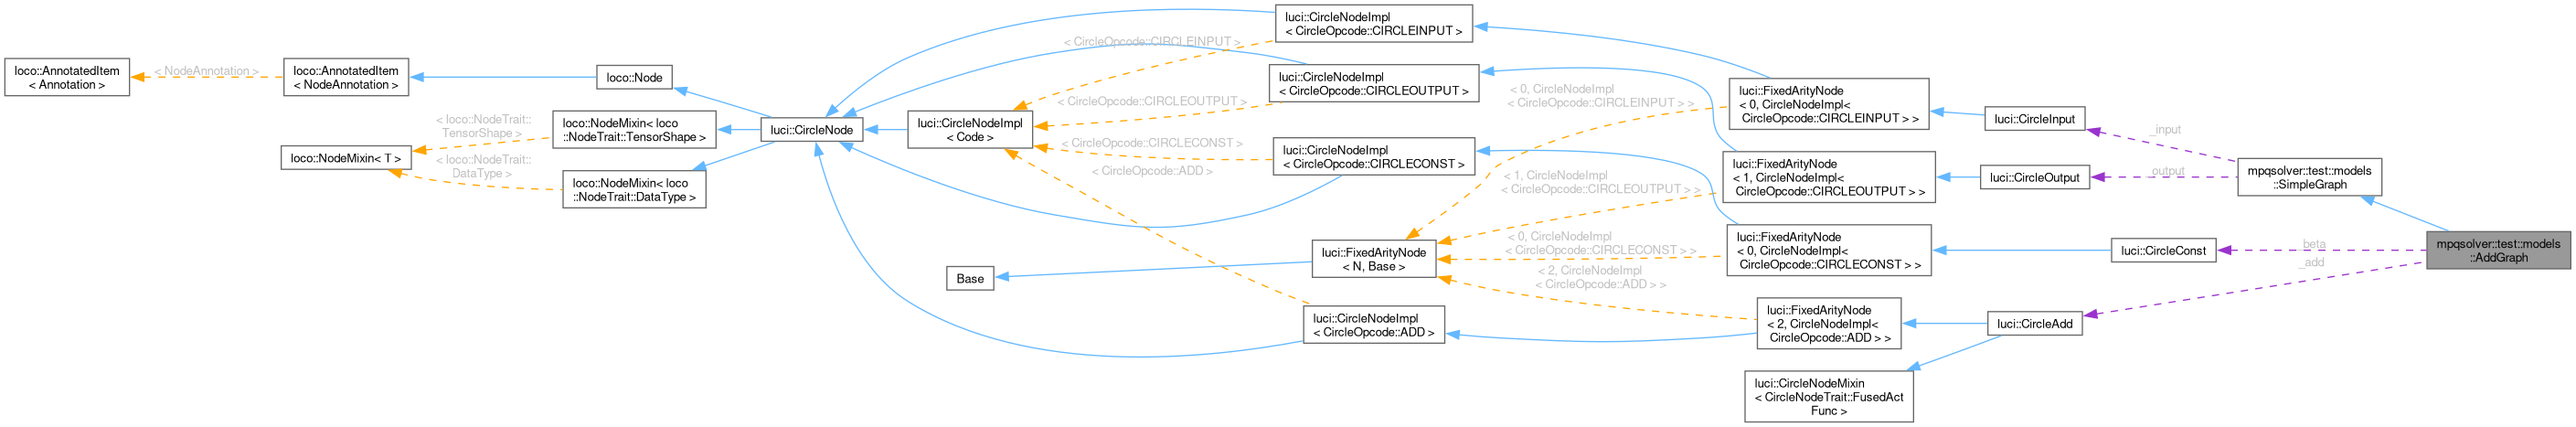 loco::AnnotatedItem
< Annotation >
< NodeAnnotation >
loco::AnnotatedItem
< NodeAnnotation >
loco::Node
< loco::NodeTrait::
TensorShape >
< loco::NodeTrait::
DataType >
loco::NodeMixin< T >
loco::NodeMixin< loco
::NodeTrait::TensorShape >
loco::NodeMixin< loco
::NodeTrait::DataType >
luci::CircleNode
luci::CircleNodeImpl
< Code >
Base
< CircleOpcode::CIRCLEINPUT >
< CircleOpcode::CIRCLEOUTPUT >
< CircleOpcode::CIRCLECONST >
< CircleOpcode::ADD >
luci::CircleNodeImpl
< CircleOpcode::CIRCLEINPUT >
luci::CircleNodeImpl
< CircleOpcode::CIRCLEOUTPUT >
luci::CircleNodeImpl
< CircleOpcode::CIRCLECONST >
luci::FixedArityNode
< N, Base >
luci::CircleNodeImpl
< CircleOpcode::ADD >
< 0, CircleNodeImpl
< CircleOpcode::CIRCLEINPUT > >
< 1, CircleNodeImpl
< CircleOpcode::CIRCLEOUTPUT > >
< 0, CircleNodeImpl
< CircleOpcode::CIRCLECONST > >
< 2, CircleNodeImpl
< CircleOpcode::ADD > >
luci::FixedArityNode
< 0, CircleNodeImpl<
CircleOpcode::CIRCLEINPUT > >
luci::FixedArityNode
< 1, CircleNodeImpl<
CircleOpcode::CIRCLEOUTPUT > >
luci::FixedArityNode
< 0, CircleNodeImpl<
CircleOpcode::CIRCLECONST > >
luci::FixedArityNode
< 2, CircleNodeImpl<
CircleOpcode::ADD > >
luci::CircleNodeMixin
< CircleNodeTrait::FusedAct
Func >
luci::CircleInput
luci::CircleOutput
luci::CircleConst
luci::CircleAdd
_input
_output
_beta
_add
mpqsolver::test::models
::SimpleGraph
mpqsolver::test::models
::AddGraph